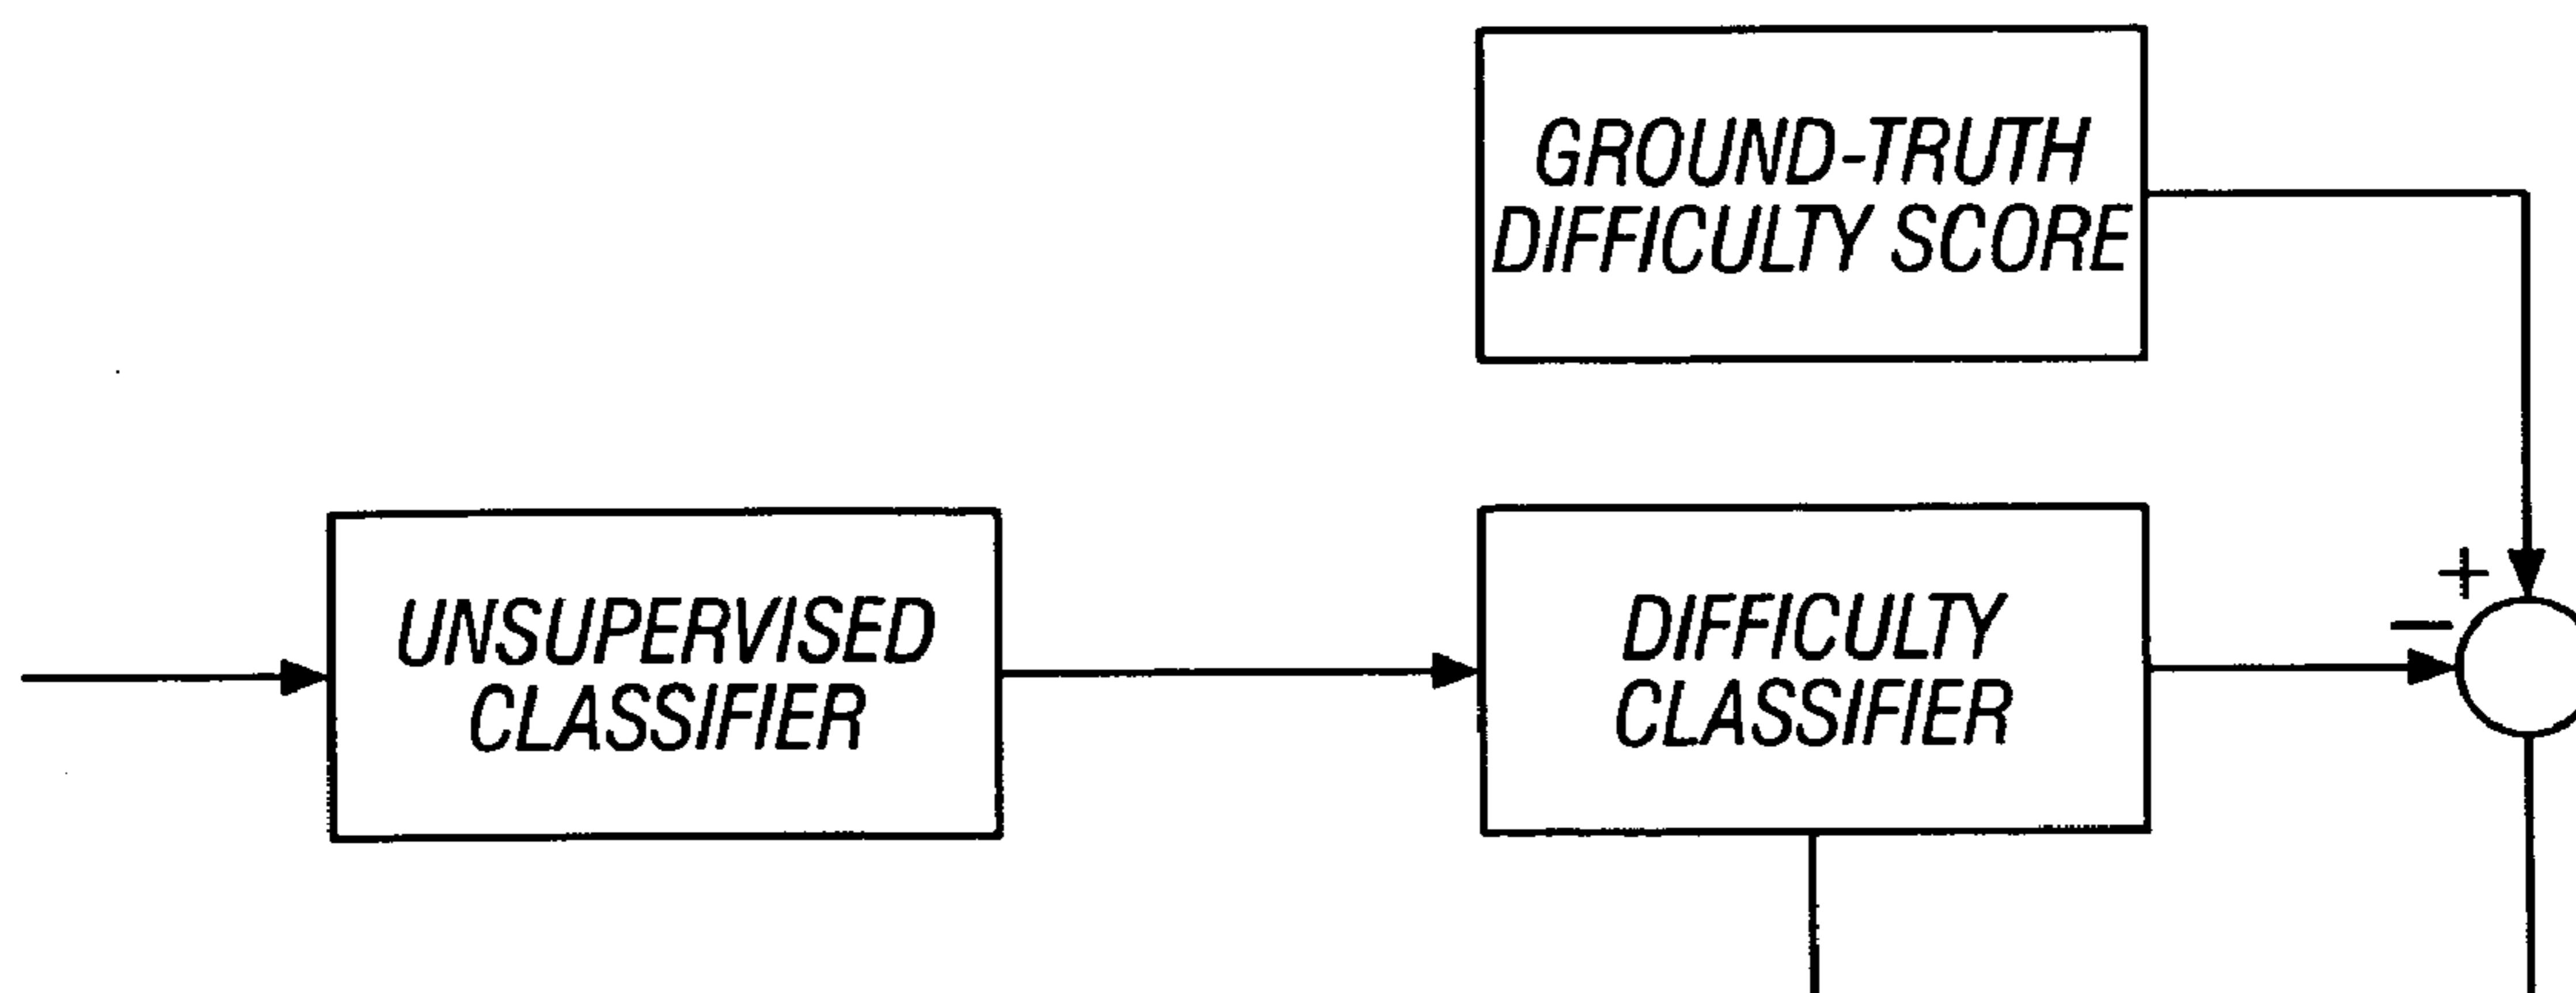 GROUND-TRUTH
DIFFICULTY SCORE
+
−
UNSUPERVISED
CLASSIFIER
DIFFICULTY
CLASSIFIER